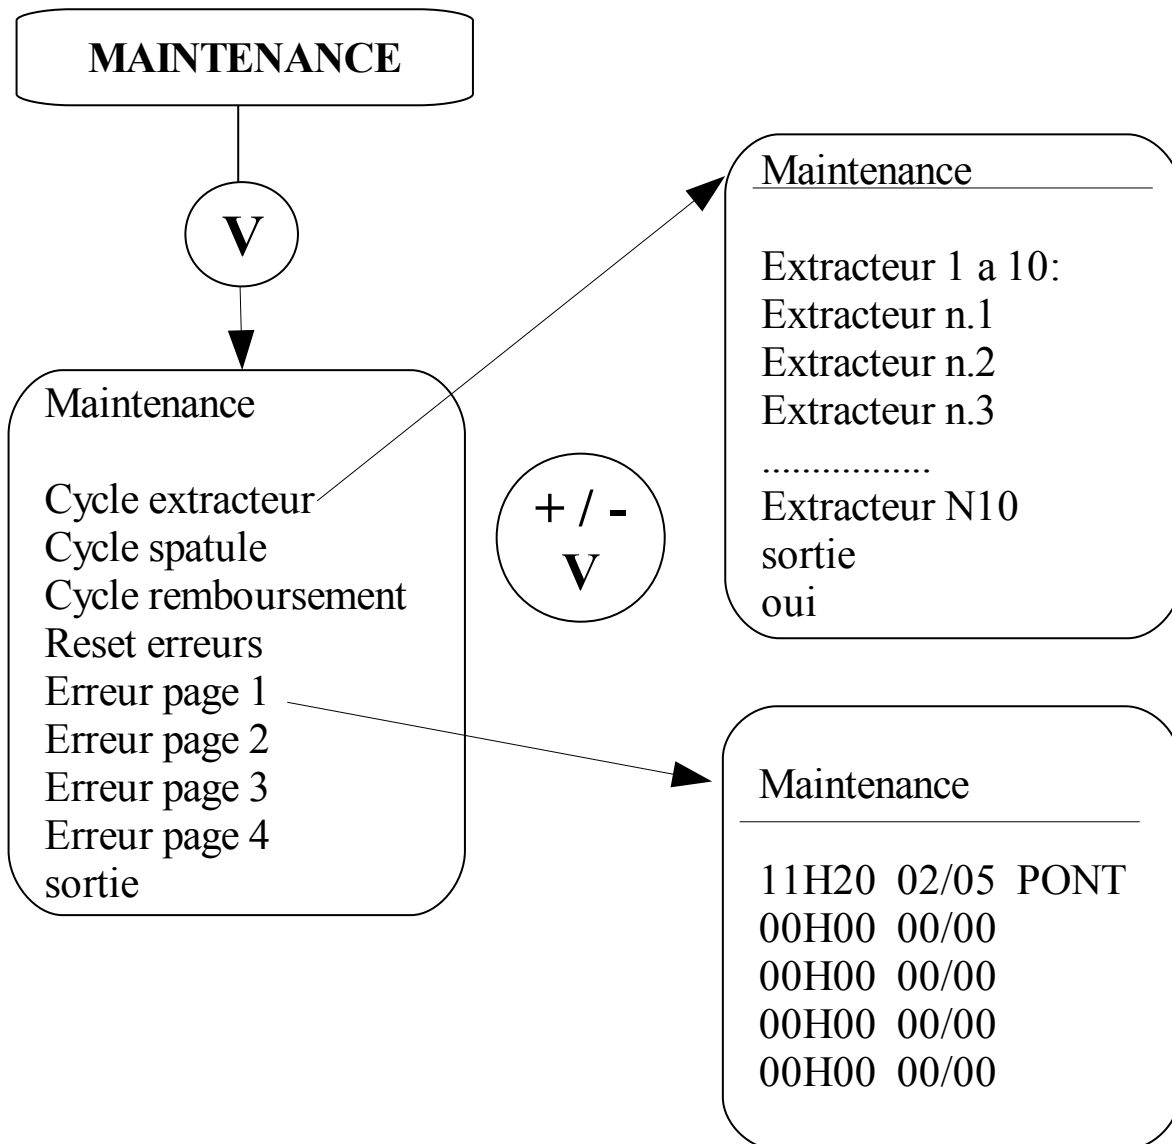 MAINTENANCE
V
Maintenance
Cycle extracteur
Cycle spatule
Cycle remboursement
Reset erreurs
Erreur page 1
Erreur page 2
Erreur page 3
Erreur page 4
sortie
+ / -
V
Maintenance
Extracteur 1 a 10:
Extracteur n.1
Extracteur n.2
Extracteur n.3
.................
Extracteur N10
sortie
oui
Maintenance
11H20 02/05 PONT
00H00 00/00
00H00 00/00
00H00 00/00
00H00 00/00